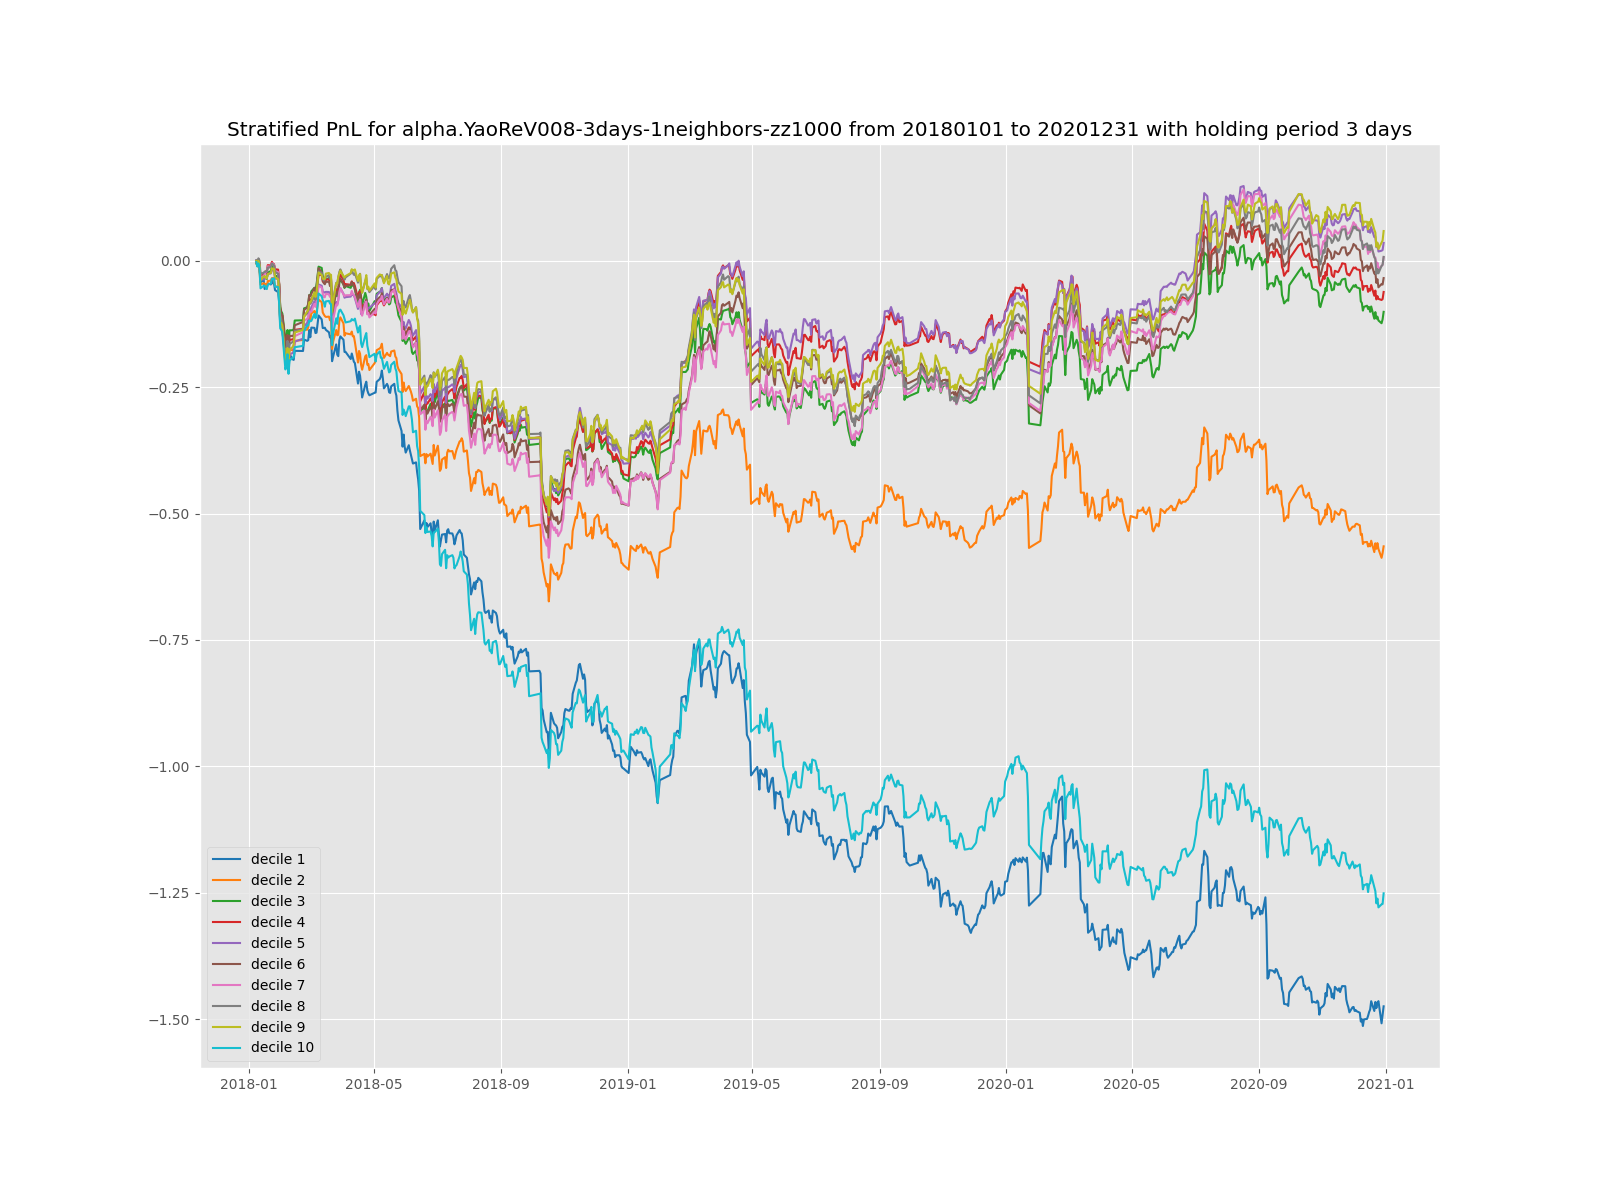 Stratified PnL for alpha.YaoReV008-3days-1neighbors-zz1000 from 20180101 to 20201231 with holding period 3 days
0.00
−0.25
−0.50
−0.75
−1.00
−1.25
−1.50
decile 1
decile 2
decile 3
decile 4
decile 5
decile 6
decile 7
decile 8
decile 9
decile 10
2018-01 2018-05 2018-09 2019-01 2019-05 2019-09 2020-01 2020-05 2020-09 2021-01